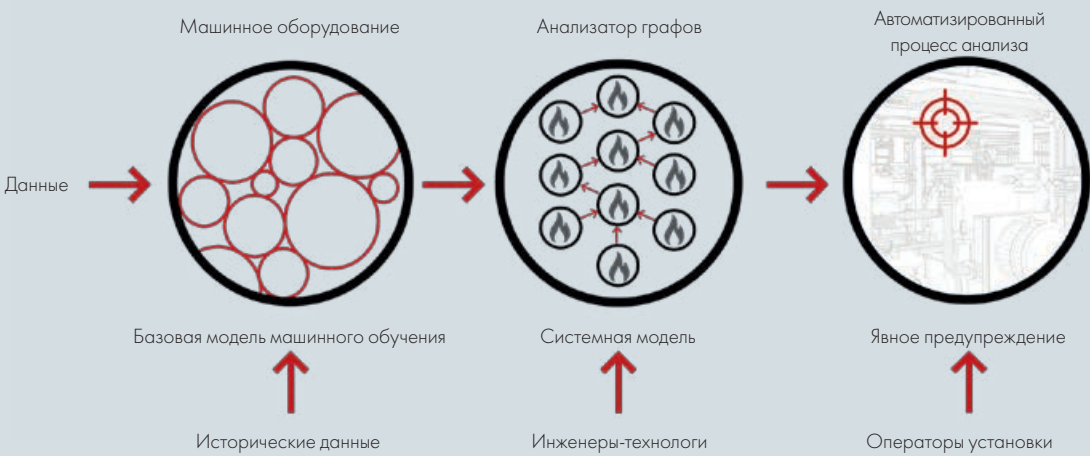 Машинное оборудование
Анализатор графов
Автоматизированный
процесс анализа
Данные
Базовая модель машинного обучения
Системная модель
Явное предупреждение
Исторические данные
Инженеры-технологи
Операторы установки